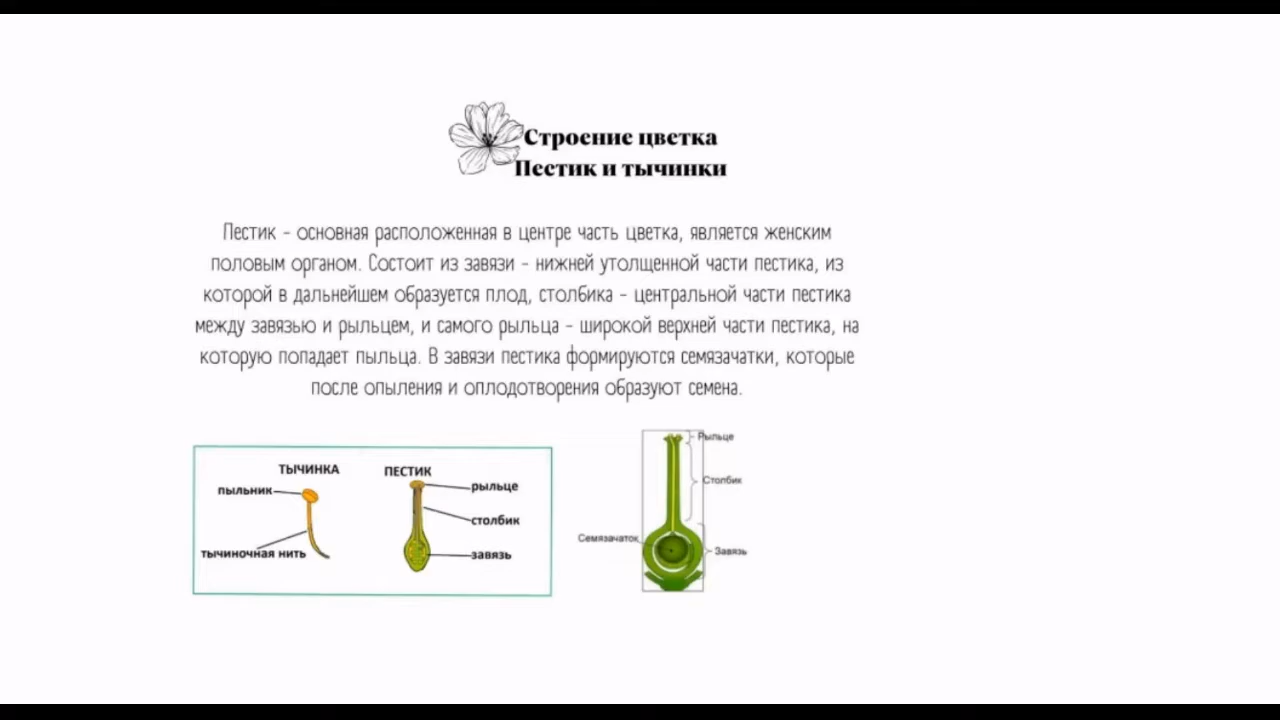 Строение цветка
Пестик и тычинки
Пестик - основная расположенная в центре часть цветка, является женским
половым органом. Состоит из завязи - нижней утолщенной части пестика, из
которой в дальнейшем образуется плод, столбика - центральной части пестика
между завязью и рыльцем, и самого рыльца - широкой верхней части пестика, на
которую попадает пыльца. В завязи пестика формируются семязачатки, которые
после опыления и оплодотворения образуют семена.
ТЫЧИНКА
пыльник
тычиночная нить
ПЕСТИК
рыльце
столбик
завязь
Рыльце
Столбик
Семязачаток
Завязь